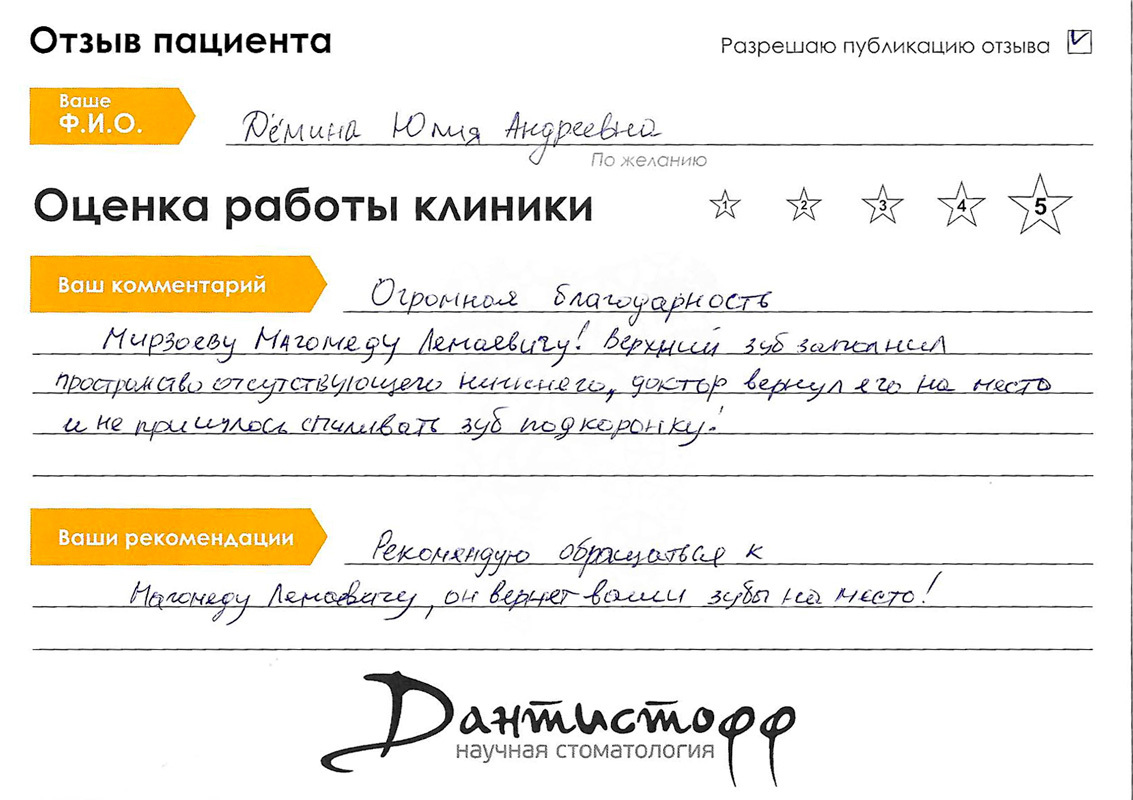 Отзыв пациента
Разрешаю публикацию отзыва
Ваше
Ф.И.О.
Дёмина Юлия Андреевна
По желанию
Оценка работы клиники
1 2 3 4 5
Ваш комментарий
Огромная благодарность
Мирзоеву Магомеду Лемаевичу! Верхний зуб заполнил
пространство отсутствующего нижнего, доктор вернул его на место
и не пришлось спиливать зуб под коронку!
Ваши рекомендации
Рекомендую обращаться к
Магомеду Лемаевичу, он вернет ваши зубы на место!
Дантистофф
научная стоматология